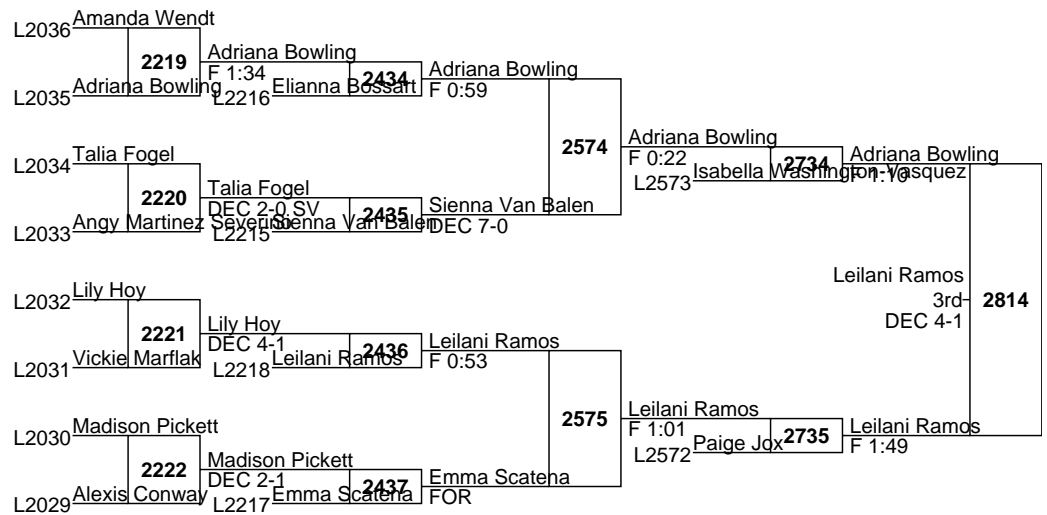 L2036 Amanda Wendt
2219 Adriana Bowling
F 1:34
L2035 Adriana Bowling
L2216 Elianna Bossart
2434 Adriana Bowling
F 0:59
L2034 Talia Fogel
2220 Talia Fogel
DEC 2-0 SV
L2033 Angy Martinez Severino
L2215 Sienna Van Balen
2435 Sienna Van Balen
DEC 7-0
2574 Adriana Bowling
F 0:22
L2573 Isabella Washington-Vasquez
2734 Adriana Bowling
F 1:10
L2032 Lily Hoy
2221 Lily Hoy
DEC 4-1
L2031 Vickie Marflak
L2218 Leilani Ramos
2436 Leilani Ramos
F 0:53
L2030 Madison Pickett
2222 Madison Pickett
DEC 2-1
L2029 Alexis Conway
L2217 Emma Scatena
2437 Emma Scatena
FOR
2575 Leilani Ramos
F 1:01
L2572 Paige Jox
2735 Leilani Ramos
F 1:49
Leilani Ramos
3rd 2814
DEC 4-1